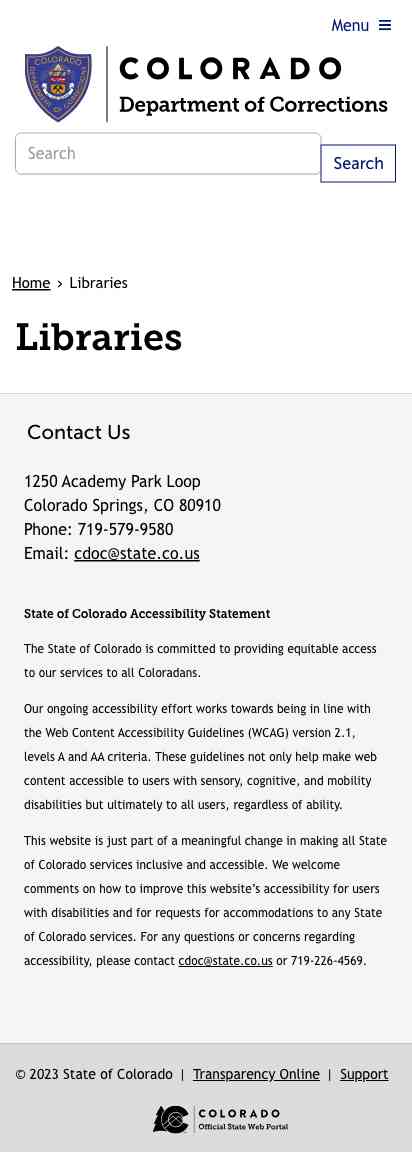 Menu
COLORADO
Department of Corrections
Search
Search
Home > Libraries
Libraries
Contact Us
1250 Academy Park Loop
Colorado Springs, CO 80910
Phone: 719-579-9580
Email: cdoc@state.co.us
State of Colorado Accessibility Statement
The State of Colorado is committed to providing equitable access
to our services to all Coloradans.
Our ongoing accessibility effort works towards being in line with
the Web Content Accessibility Guidelines (WCAG) version 2.1,
levels A and AA criteria. These guidelines not only help make web
content accessible to users with sensory, cognitive, and mobility
disabilities but ultimately to all users, regardless of ability.
This website is just part of a meaningful change in making all State
of Colorado services inclusive and accessible. We welcome
comments on how to improve this website’s accessibility for users
with disabilities and for requests for accommodations to any State
of Colorado services. For any questions or concerns regarding
accessibility, please contact cdoc@state.co.us or 719-226-4569.
© 2023 State of Colorado | Transparency Online | Support
COLORADO
Official State Web Portal